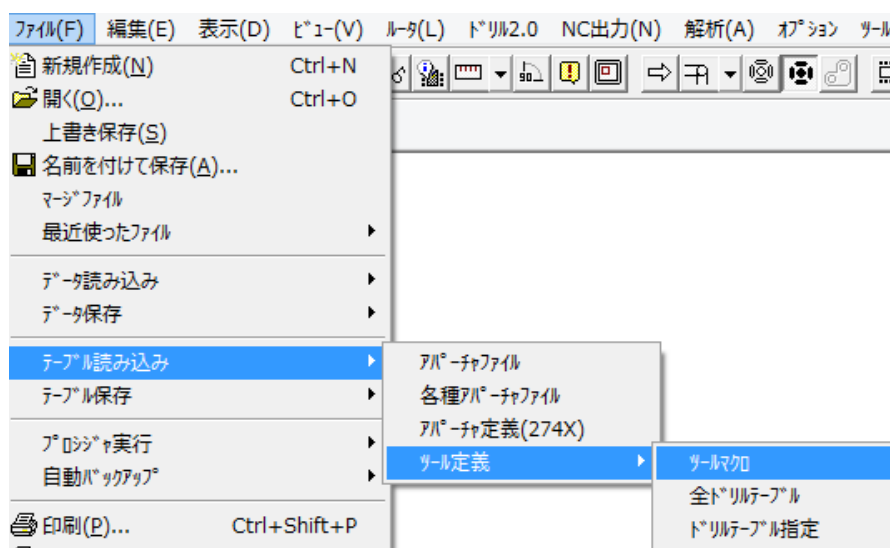 ﾌｧｲﾙ(F) 編集(E) 表示(D) ﾋﾞｭｰ(V) ﾙｰﾀ(L) ﾄﾞﾘﾙ2.0 NC出力(N) 解析(A) ｵﾌﾟｼｮﾝ ﾂｰﾙ
新規作成(N) Ctrl+N
開く(O)... Ctrl+O
上書き保存(S)
名前を付けて保存(A)...
ﾏｰｼﾞﾌｧｲﾙ
最近使ったﾌｧｲﾙ
ﾃﾞｰﾀ読み込み
ﾃﾞｰﾀ保存
ﾃｰﾌﾞﾙ読み込み
ﾃｰﾌﾞﾙ保存
ﾌﾟﾛｼｼﾞｬ実行
自動ﾊﾞｯｸｱｯﾌﾟ
印刷(P)... Ctrl+Shift+P
ｱﾊﾟｰﾁｬﾌｧｲﾙ
各種ｱﾊﾟｰﾁｬﾌｧｲﾙ
ｱﾊﾟｰﾁｬ定義(274X)
ﾂｰﾙ定義
ﾂｰﾙﾏｸﾛ
全ﾄﾞﾘﾙﾃｰﾌﾞﾙ
ﾄﾞﾘﾙﾃｰﾌﾞﾙ指定